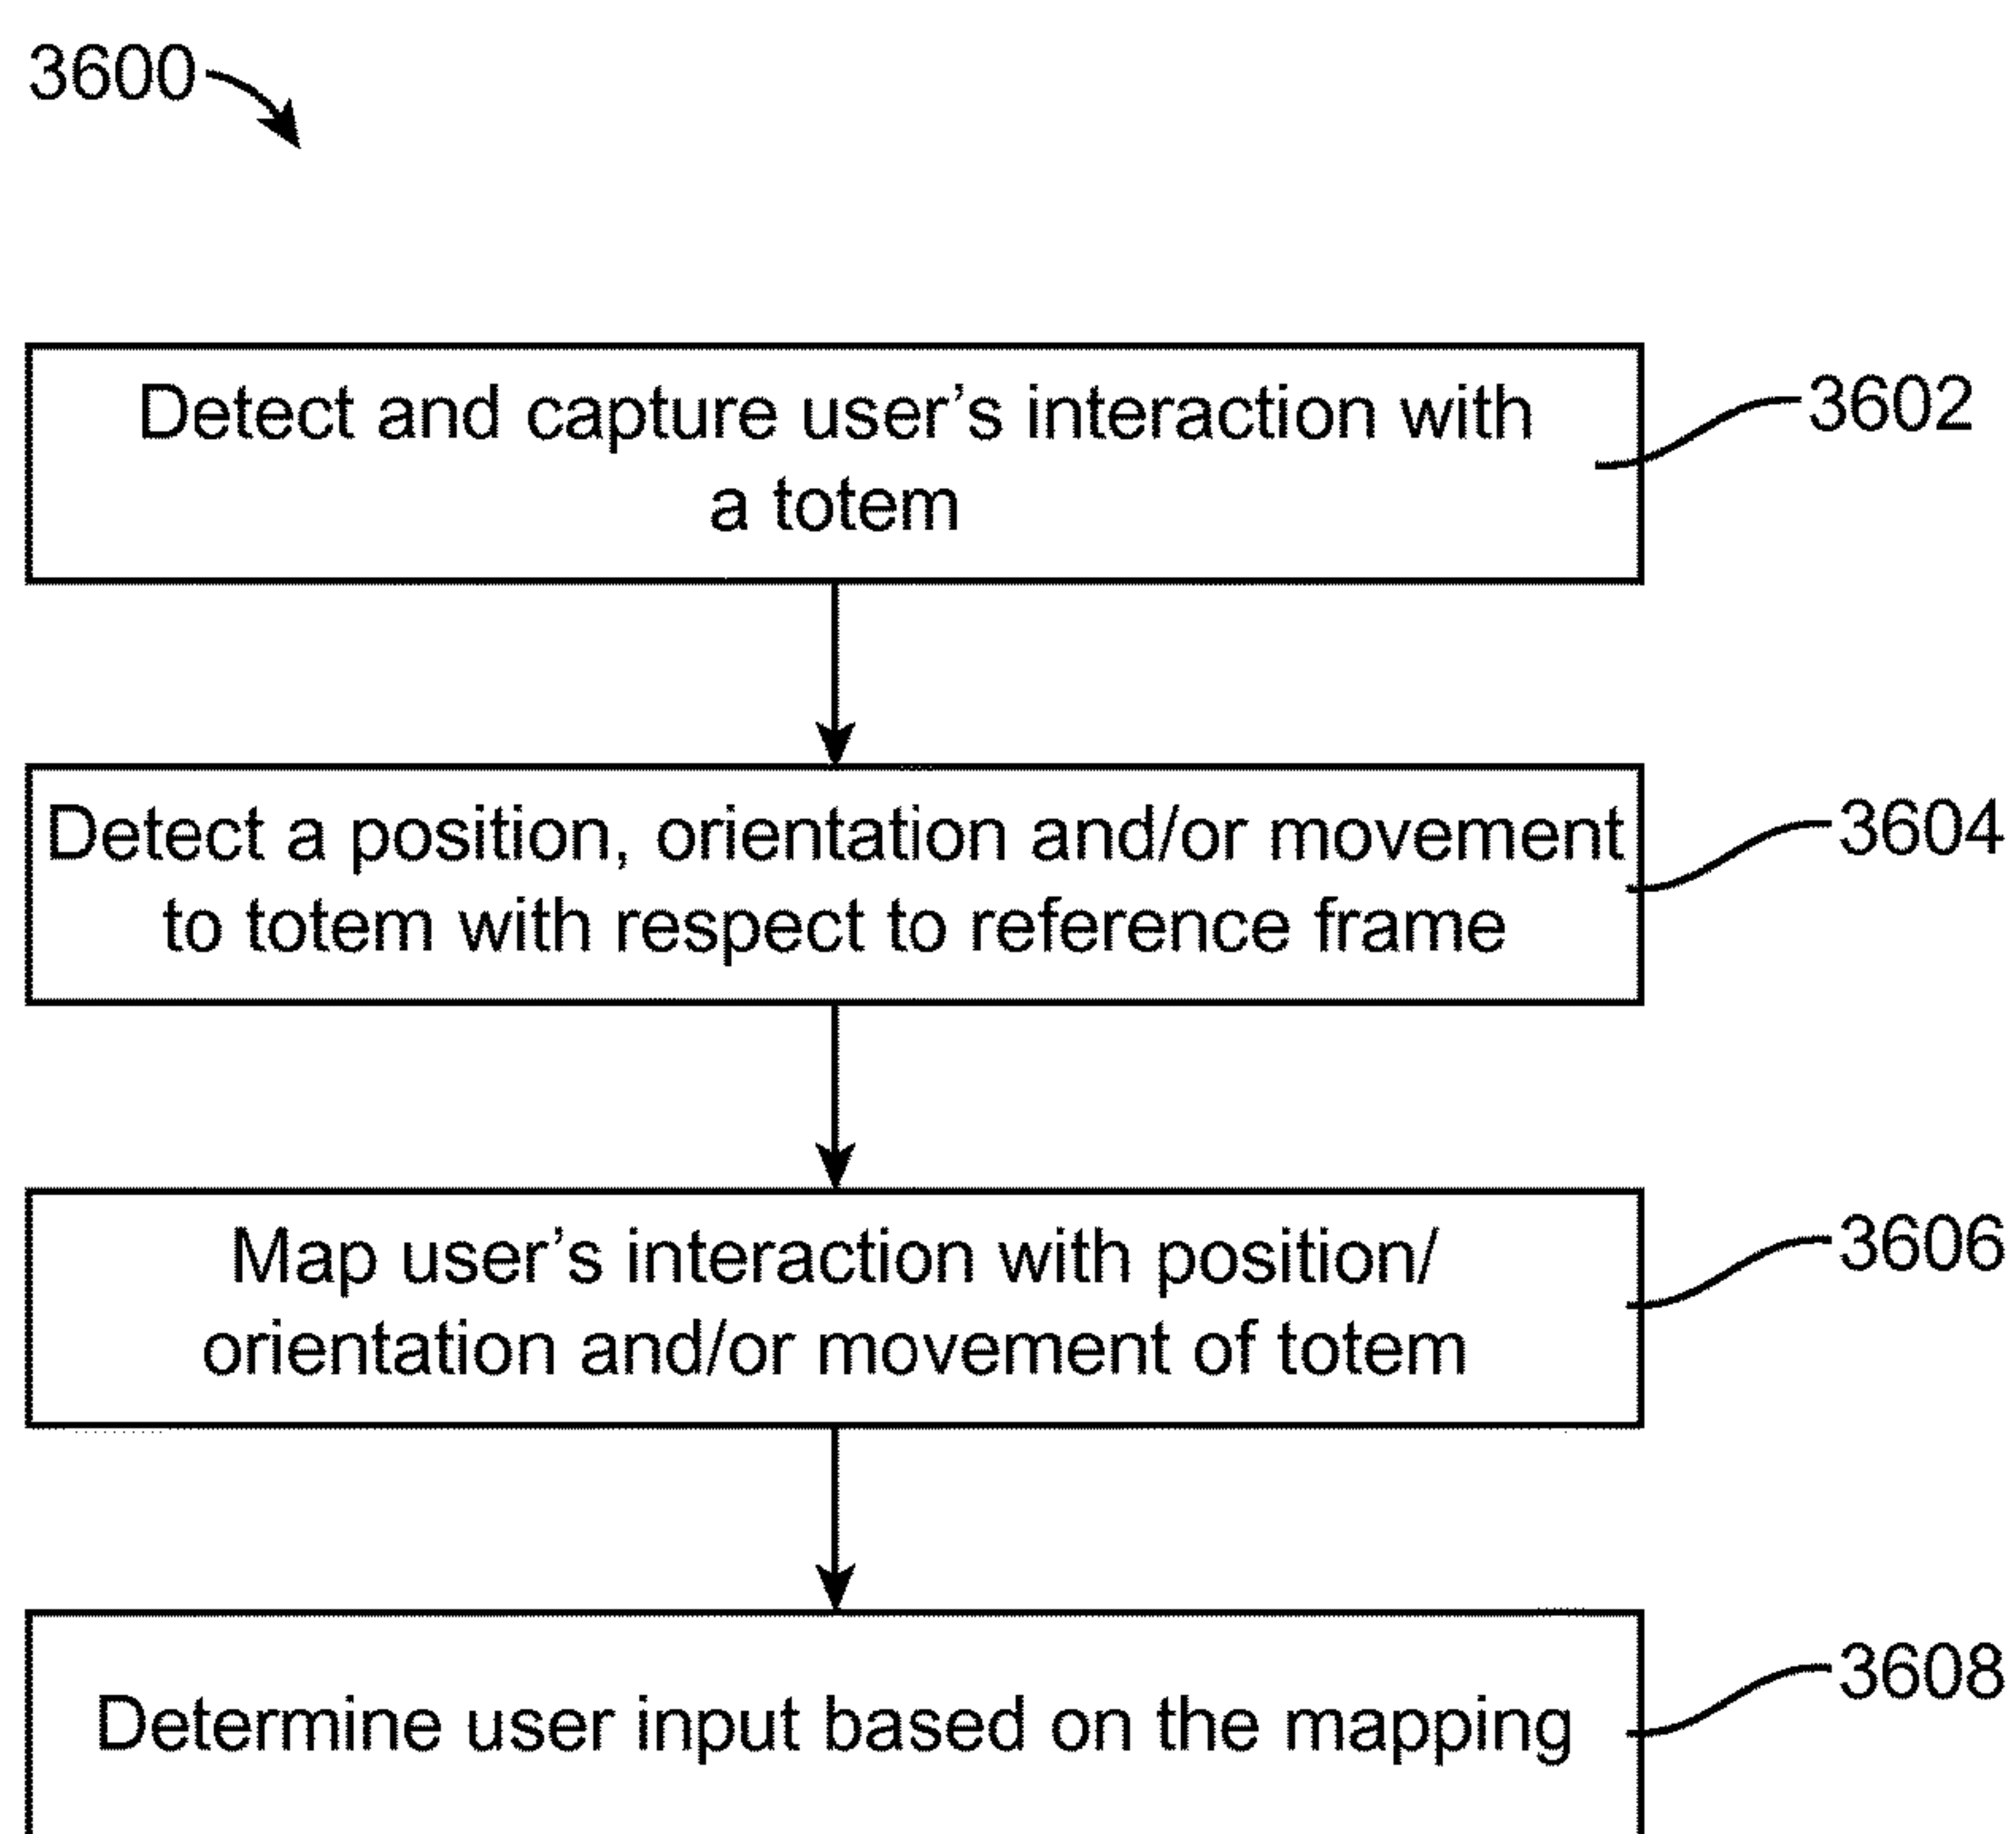 3600
Detect and capture user's interaction with
a totem
3602
Detect a position, orientation and/or movement
to totem with respect to reference frame
3604
Map user's interaction with position/
orientation and/or movement of totem
3606
Determine user input based on the mapping
3608